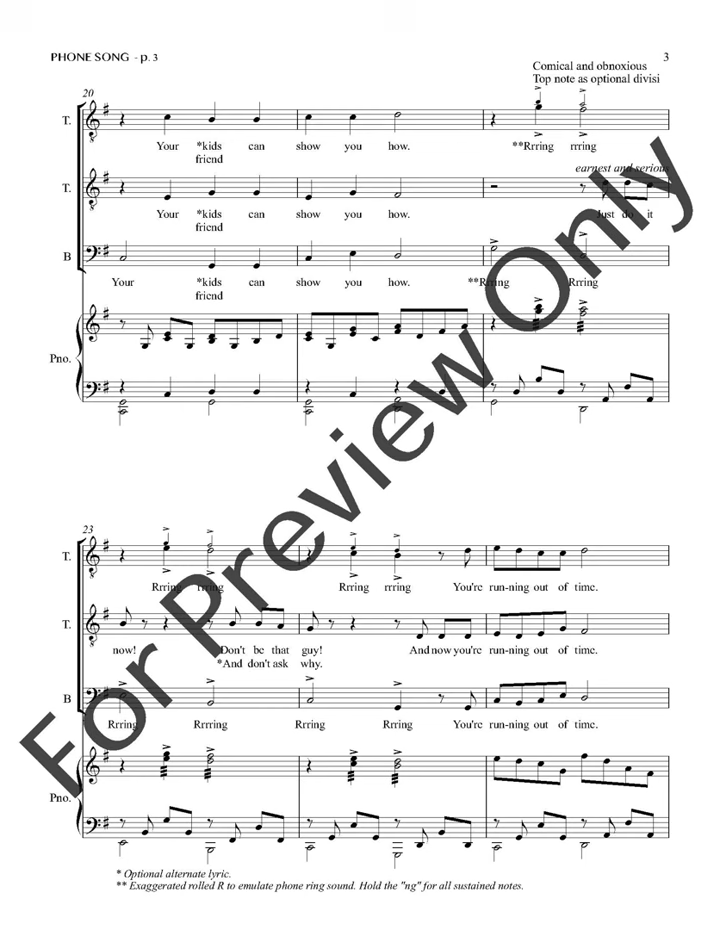 PHONE SONG - p. 3
3
Comical and obnoxious
Top note as optional divisi
20
T.
Your *kids can show you how. **Rrring rrring
friend
earnest and serious
T.
Your *kids can show you how. Just do it
friend
B
Your *kids can show you how. **Rrring Rrring
friend
Pno.
23
T.
Rrring rrring Rrring rrring You're run-ning out of time.
T.
now! Don't be that guy! And now you're run-ning out of time.
*And don't ask why.
B
Rrring Rrring Rrring Rrring You're run-ning out of time.
Pno.
* Optional alternate lyric.
** Exaggerated rolled R to emulate phone ring sound. Hold the "ng" for all sustained notes.
For Preview Only